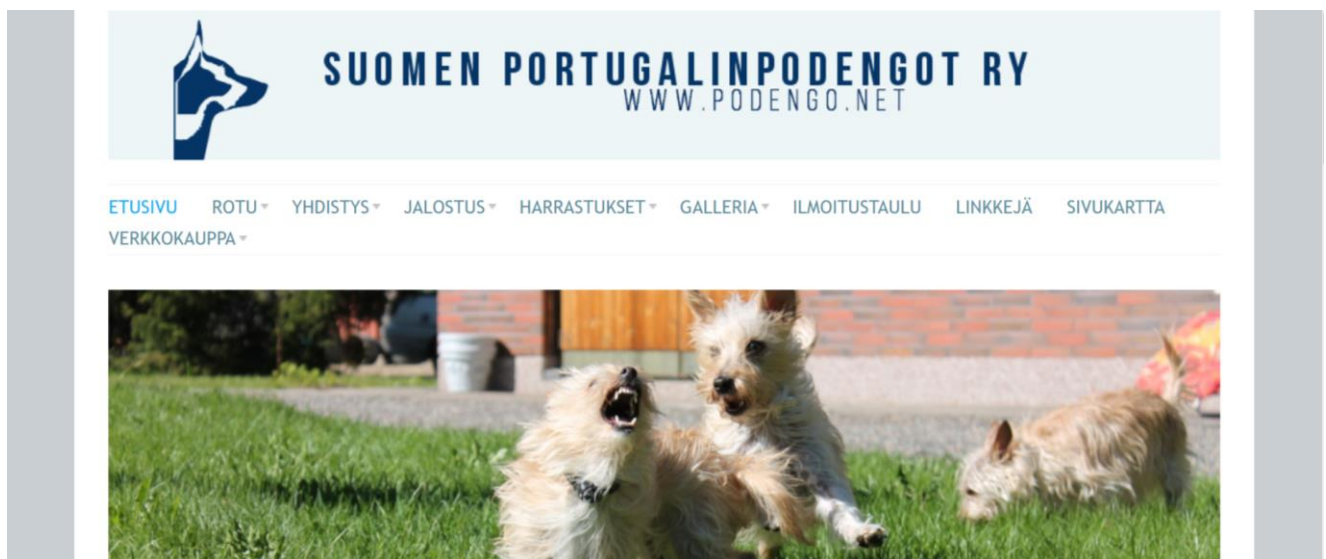 SUOMEN PORTUGALINPODENGOT RY
WWW.PODENGO.NET
ETUSIVU ROTU YHDISTYS JALOSTUS HARRASTUKSET GALLERIA ILMOITUSTAULU LINKKEJÄ SIVUKARTTA
VERKKOKAUPPA